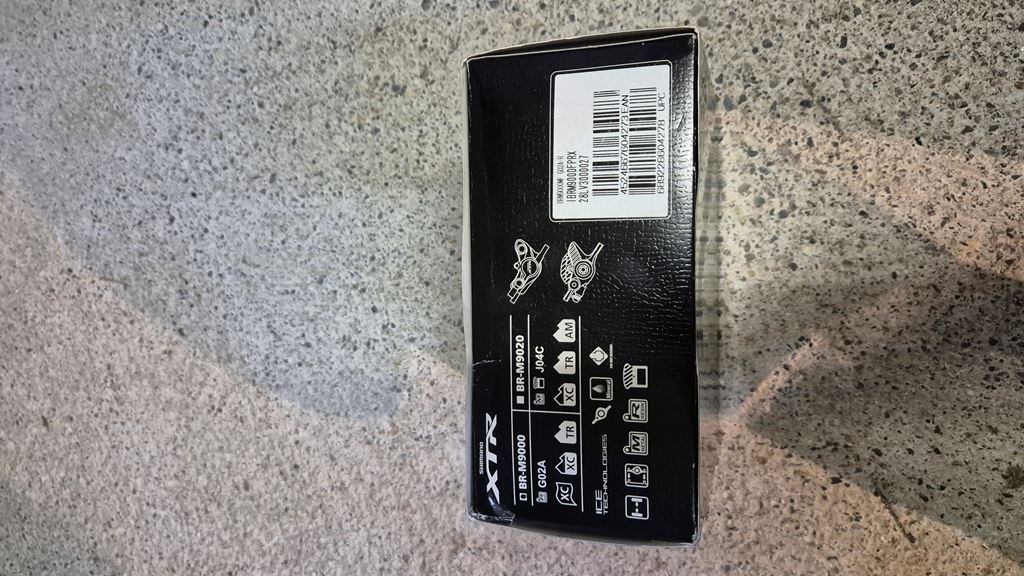 SHIMANO
XTR
BR-M9000
G02A
XC XC TR
BR-M9020
J04C
XC TR AM
ICE
TECHNOLOGIES
M
R
IBRM9000FPRX
28LV300027
4524667604273 EAN
689228604278 UPC